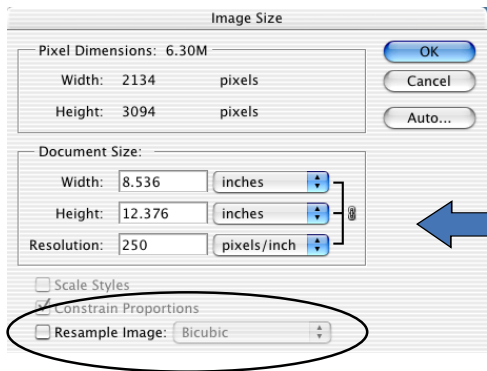 Image Size
Pixel Dimensions: 6.30M
OK
Width: 2134 pixels
Cancel
Height: 3094 pixels
Auto...
Document Size:
Width: 8.536 inches
Height: 12.376 inches
Resolution: 250 pixels/inch
Scale Styles
Constrain Proportions
Resample Image: Bicubic